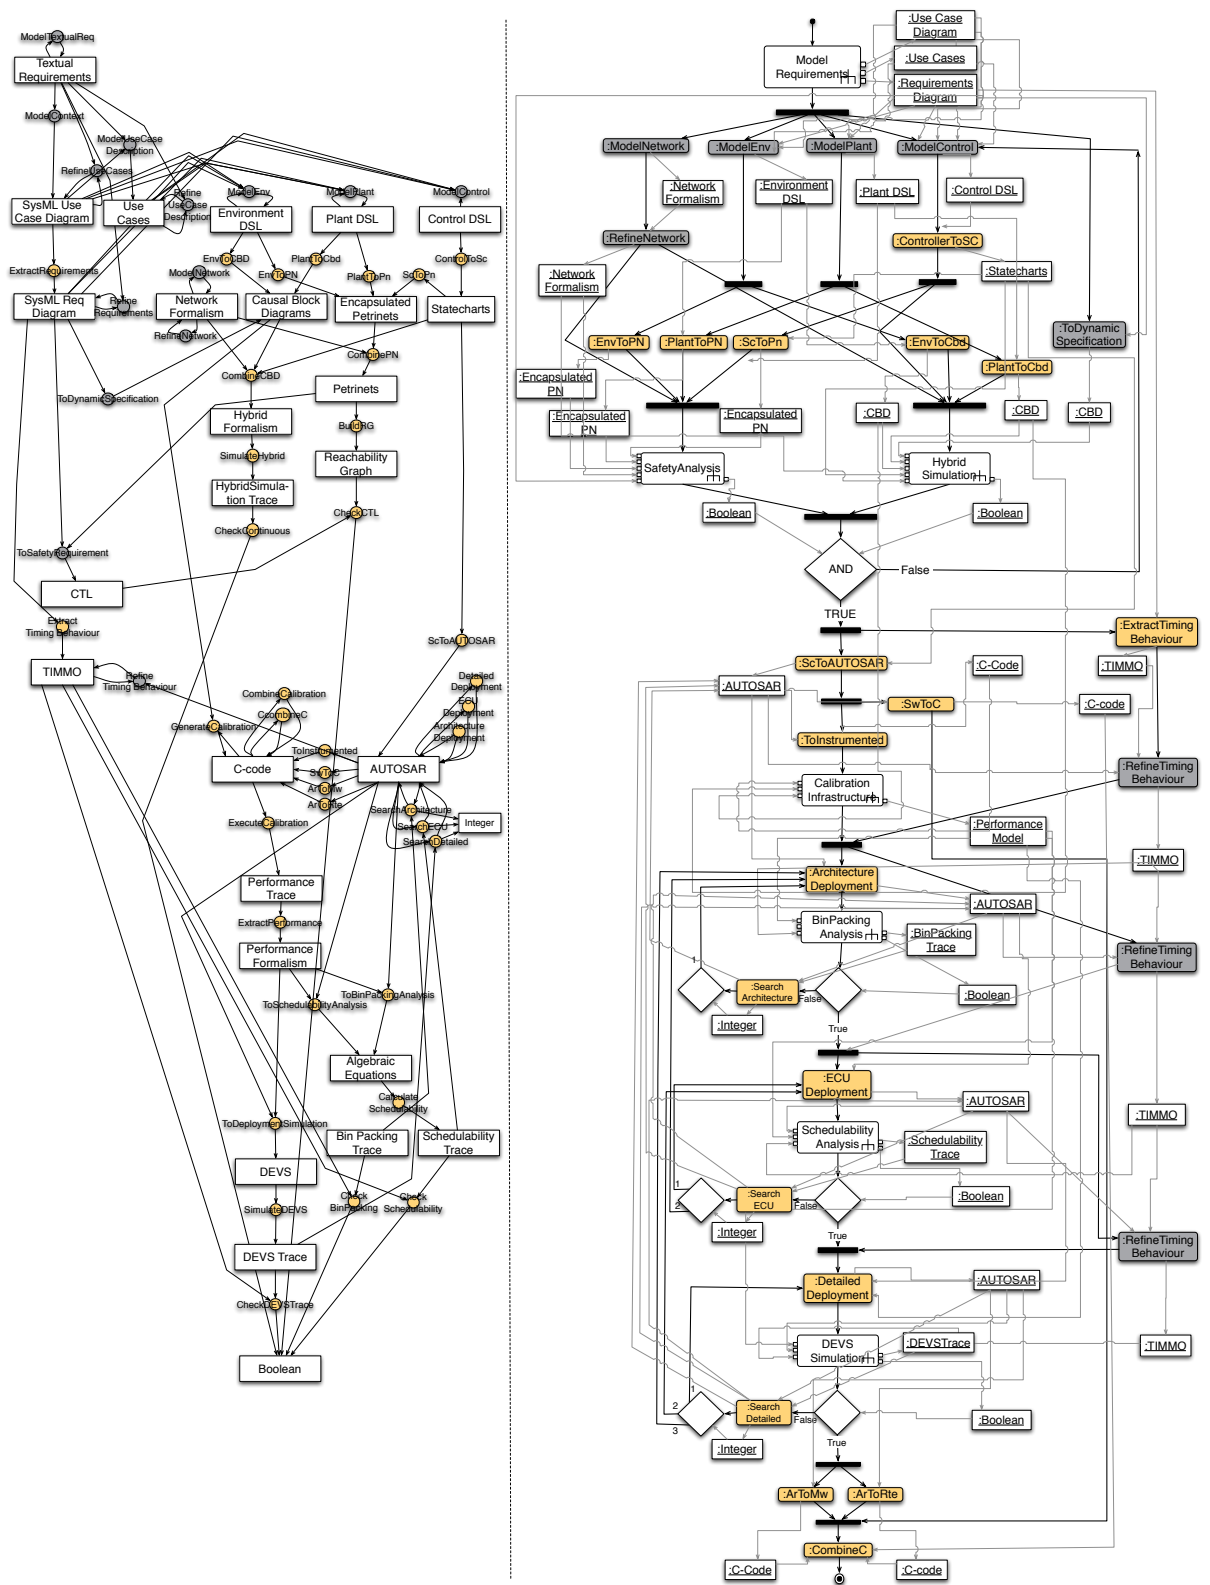 ModelTextualReq
Textual
Requirements
ModelContext
ModelUseCase
Description
RefineUseCases
Refine
UseCase
Description
ModelEnv
ModelPlant
ModelControl
SysML Use
Case Diagram
Use
Cases
Environment
DSL
Plant DSL
Control DSL
ExtractRequirements
EnvToCBD
PlantToCbd
ControlToSc
ModelNetwork
EnvToPN
PlantToPn
ScToPn
SysML Req
Diagram
Refine
Requirements
Network
Formalism
Causal Block
Diagrams
Encapsulated
Petrinets
Statecharts
RefineNetwork
CombinePN
CombineCBD
Petrinets
ToDynamicSpecification
Hybrid
Formalism
BuildRG
SimulateHybrid
Reachability
Graph
HybridSimula-
tion Trace
CheckCTL
CheckContinuous
ToSafetyRequirement
CTL
Extract
Timing Behaviour
ScToAUTOSAR
TIMMO
Refine
Timing Behaviour
Detailed
Deployment
CombineCalibration
ECU
Deployment
CcombineC
GenerateCalibration
Architecture
Deployment
ToInstrumented
C-code
SwToC
AUTOSAR
ArToMw
ArToRte
SearchArchitecture
ExecuteCalibration
SearchECU
Integer
SearchDetailed
Performance
Trace
ExtractPerformance
Performance
Formalism
ToBinPackingAnalysis
ToSchedulabilityAnalysis
Algebraic
Equations
Calculate
Schedulability
ToDeploymentSimulation
Bin Packing
Trace
Schedulability
Trace
DEVS
Check
BinPacking
Check
Schedulability
SimulateDEVS
DEVS Trace
CheckDEVSTrace
Boolean
:Use Case
Diagram
Model
Requirements
:Use Cases
:Requirements
Diagram
:ModelNetwork
:ModelEnv
:ModelPlant
:ModelControl
:Network
Formalism
:Environment
DSL
:Plant DSL
:Control DSL
:RefineNetwork
:ControllerToSC
:Network
Formalism
:Statecharts
:ToDynamic
Specification
:EnvToPN
:PlantToPN
:ScToPn
:EnvToCbd
:PlantToCbd
:Encapsulated
PN
:Encapsulated
PN
:Encapsulated
PN
:CBD
:CBD
:CBD
SafetyAnalysis
Hybrid
Simulation
:Boolean
:Boolean
AND
False
TRUE
:ExtractTiming
Behaviour
:ScToAUTOSAR
:C-Code
:TIMMO
:AUTOSAR
:SwToC
:C-code
:ToInstrumented
:RefineTiming
Behaviour
Calibration
Infrastructure
:Performance
Model
:TIMMO
:Architecture
Deployment
:AUTOSAR
BinPacking
Analysis
:BinPacking
Trace
:RefineTiming
Behaviour
1
:Search
Architecture
False
:Boolean
:Integer
True
:ECU
Deployment
:AUTOSAR
:TIMMO
Schedulability
Analysis
:Schedulability
Trace
1
2
:Search
ECU
False
:Boolean
:Integer
True
:RefineTiming
Behaviour
:Detailed
Deployment
:AUTOSAR
DEVS
Simulation
:DEVSTrace
:TIMMO
1
2
3
:Search
Detailed
False
:Boolean
:Integer
True
:ArToMw
:ArToRte
:CombineC
:C-Code
:C-code